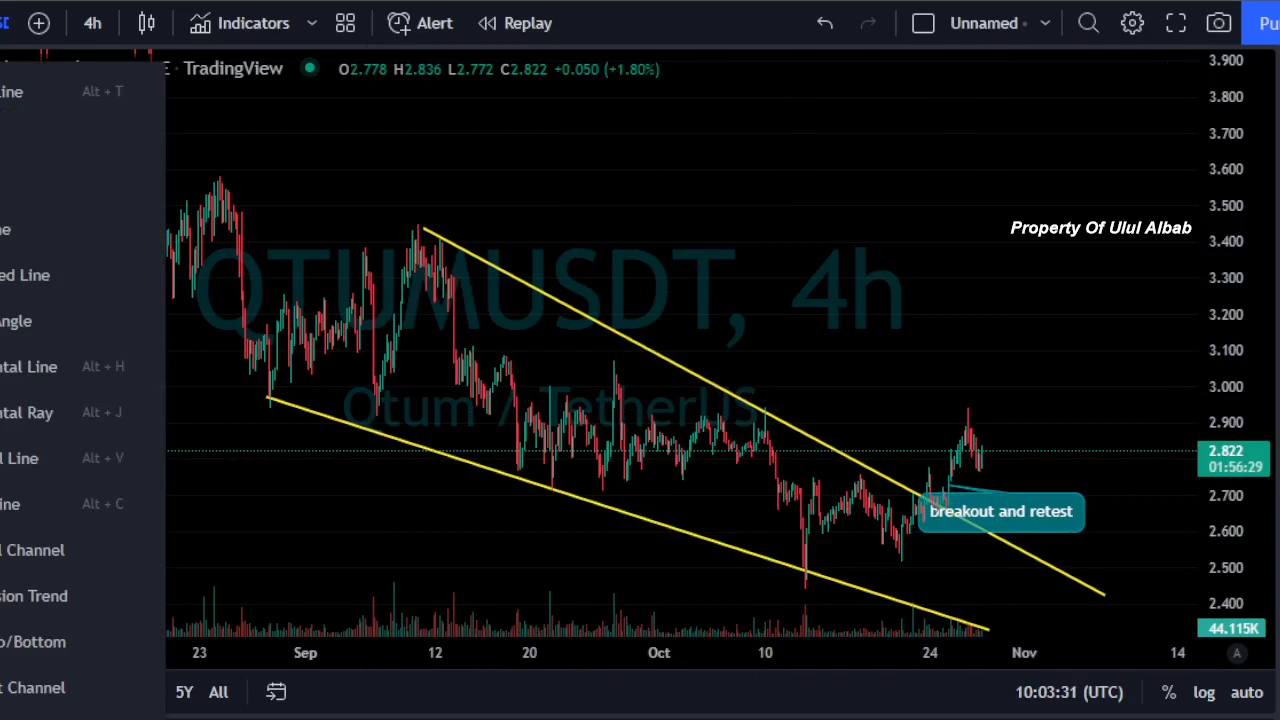 4h
Indicators
Alert
Replay
Unnamed
Pu
E · TradingView
O2.778 H2.836 L2.772 C2.822 +0.050 (+1.80%)
ine Alt + T
ne
ed Line
Angle
ntal Line Alt + H
ntal Ray Alt + J
l Line Alt + V
ine Alt + C
l Channel
sion Trend
o/Bottom
t Channel
Property Of Ulul Albab
QTUMUSDT, 4h
Qtum / TetherUS
breakout and retest
3.900
3.800
3.700
3.600
3.500
3.400
3.300
3.200
3.100
3.000
2.900
2.822
01:56:29
2.700
2.600
2.500
2.400
44.115K
23 Sep 12 20 Oct 10 24 Nov 14 A
5Y All
10:03:31 (UTC) % log auto